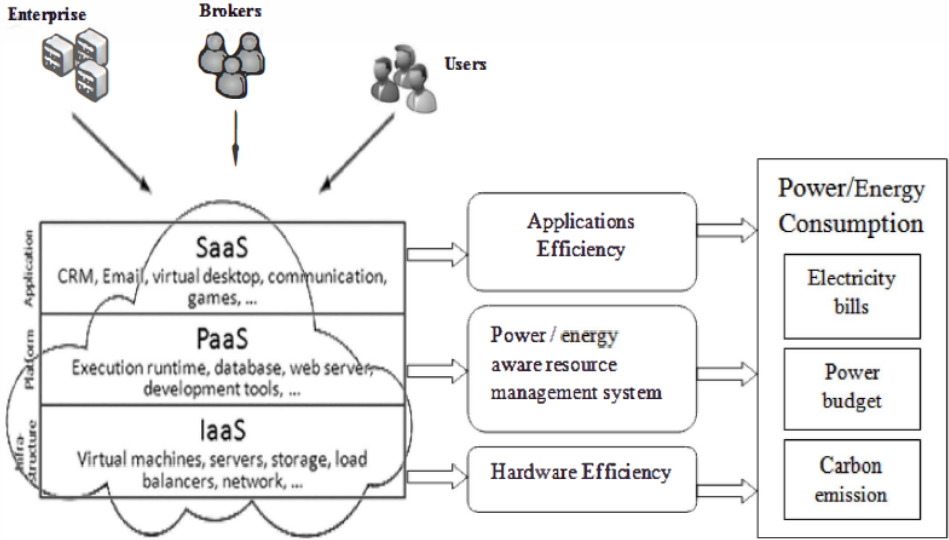 Enterprise
Brokers
Users
Application
SaaS
CRM, Email, virtual desktop, communication,
games, ...
Platform
PaaS
Execution runtime, database, web server,
development tools, ...
Infra-
structure
IaaS
Virtual machines, servers, storage, load
balancers, network, ...
Applications
Efficiency
Power / energy
aware resource
management system
Hardware Efficiency
Power/Energy
Consumption
Electricity
bills
Power
budget
Carbon
emission